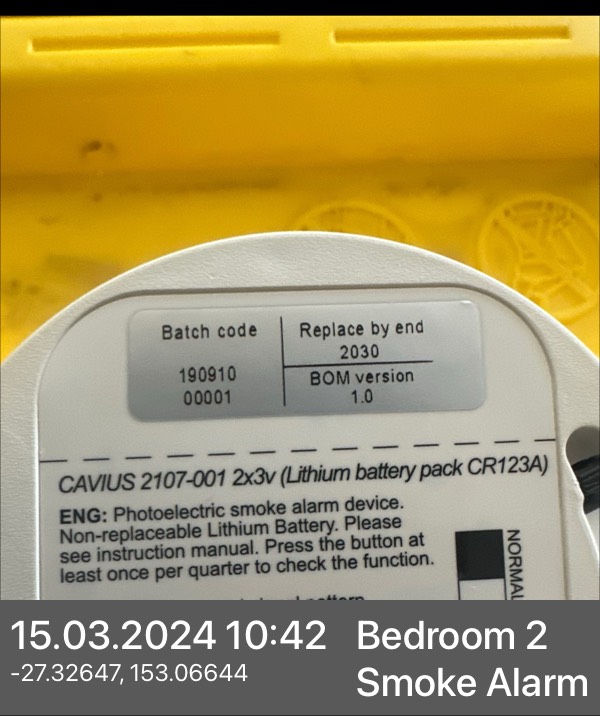 Batch code
190910
00001
Replace by end
2030
BOM version
1.0
CAVIUS 2107-001 2x3v (Lithium battery pack CR123A)
ENG: Photoelectric smoke alarm device.
Non-replaceable Lithium Battery. Please
see instruction manual. Press the button at
least once per quarter to check the function.
NORMAL
15.03.2024 10:42
-27.32647, 153.06644
Bedroom 2
Smoke Alarm